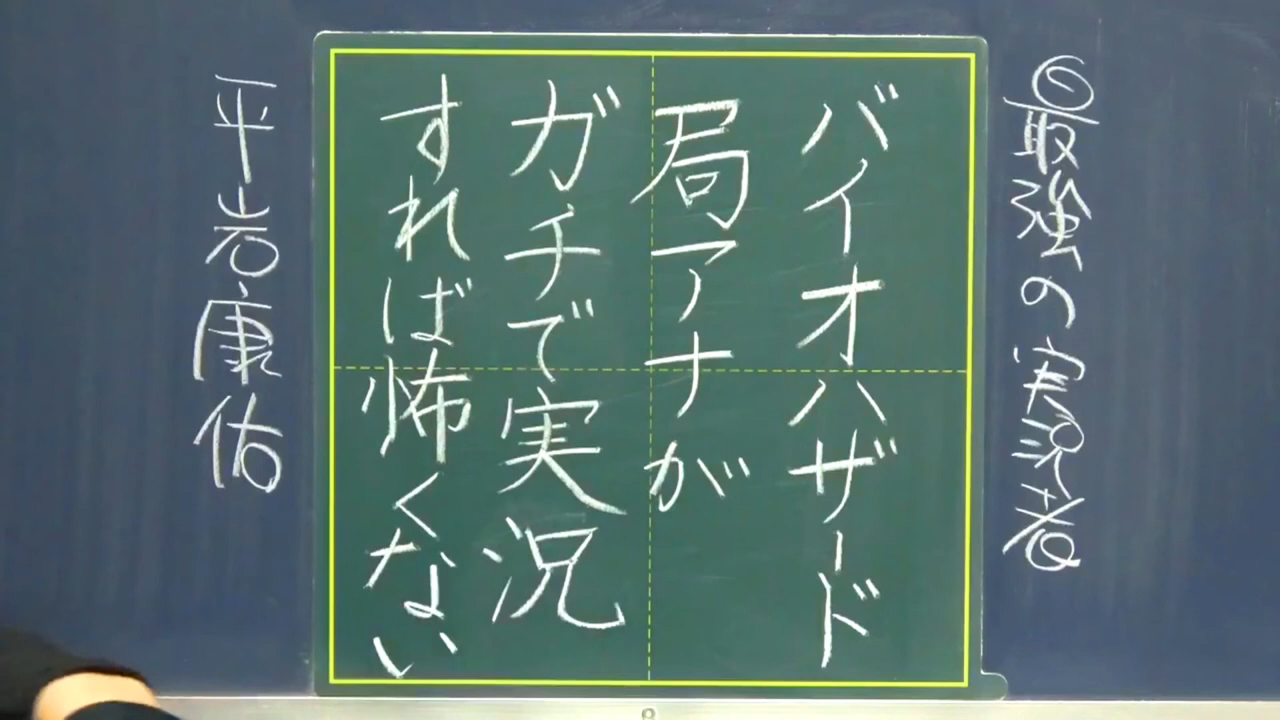 ◎最強の実況者
バイオハザード
局アナが
ガチで実況
すれば怖くない
平岩康佑
8